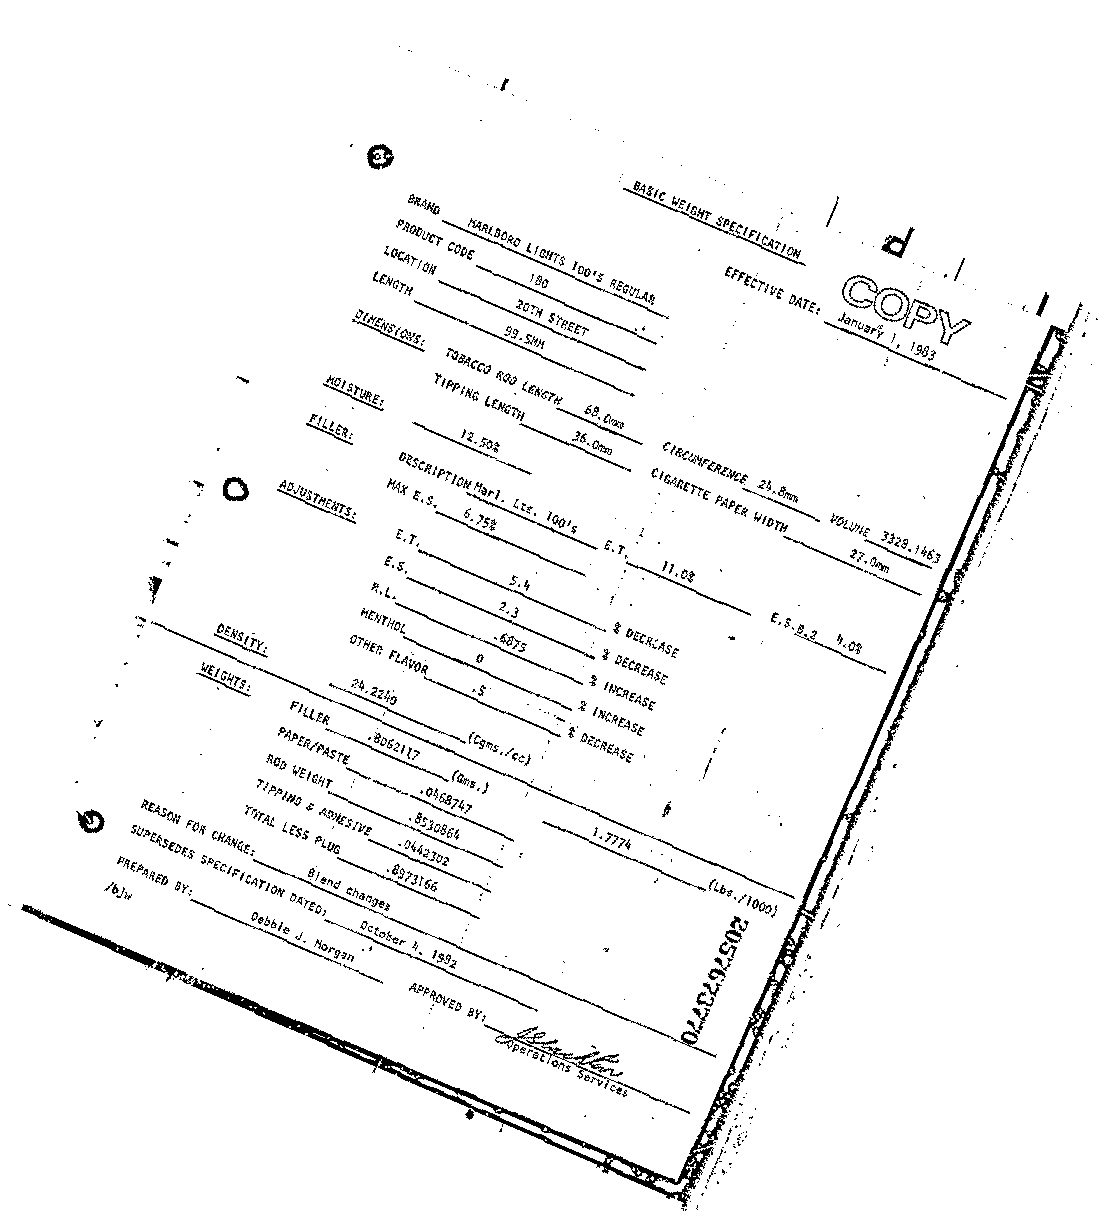 BASIC WEIGHT SPECIFICATION
COPY
BRAND MARLBORO LIGHTS 100'S REGULAR EFFECTIVE DATE: January 1, 1983
PRODUCT CODE 180
LOCATION 20TH STREET
LENGTH 99.5MM
DIMENSIONS: TOBACCO ROD LENGTH 68.0mm CIRCUMFERENCE 24.8mm VOLUME 3328.1463
TIPPING LENGTH 36.0mm CIGARETTE PAPER WIDTH 27.0mm
MOISTURE: 12.50%
FILLER: DESCRIPTION Marl. Lts. 100's E.T. 11.0% E.S.B.2 4.0%
MAX E.S. 6.75%
ADJUSTMENTS: E.T. 5.4 % DECREASE
E.S. 2.3 % DECREASE
R.L. .6875 % INCREASE
MENTHOL 0 % INCREASE
OTHER FLAVOR .5 % DECREASE
DENSITY: 24.2240 (Cgms./cc)
WEIGHTS: FILLER .8062117 (Gms.) 1.7774 (Lbs./1000)
PAPER/PASTE .0468747
ROD WEIGHT .8530864
TIPPING & ADHESIVE .0442302
TOTAL LESS PLUG .8973166
REASON FOR CHANGE: Blend changes
SUPERSEDES SPECIFICATION DATED: October 4, 1982
PREPARED BY: Debbie J. Morgan APPROVED BY:
Operations Services
/bjw
2057623770